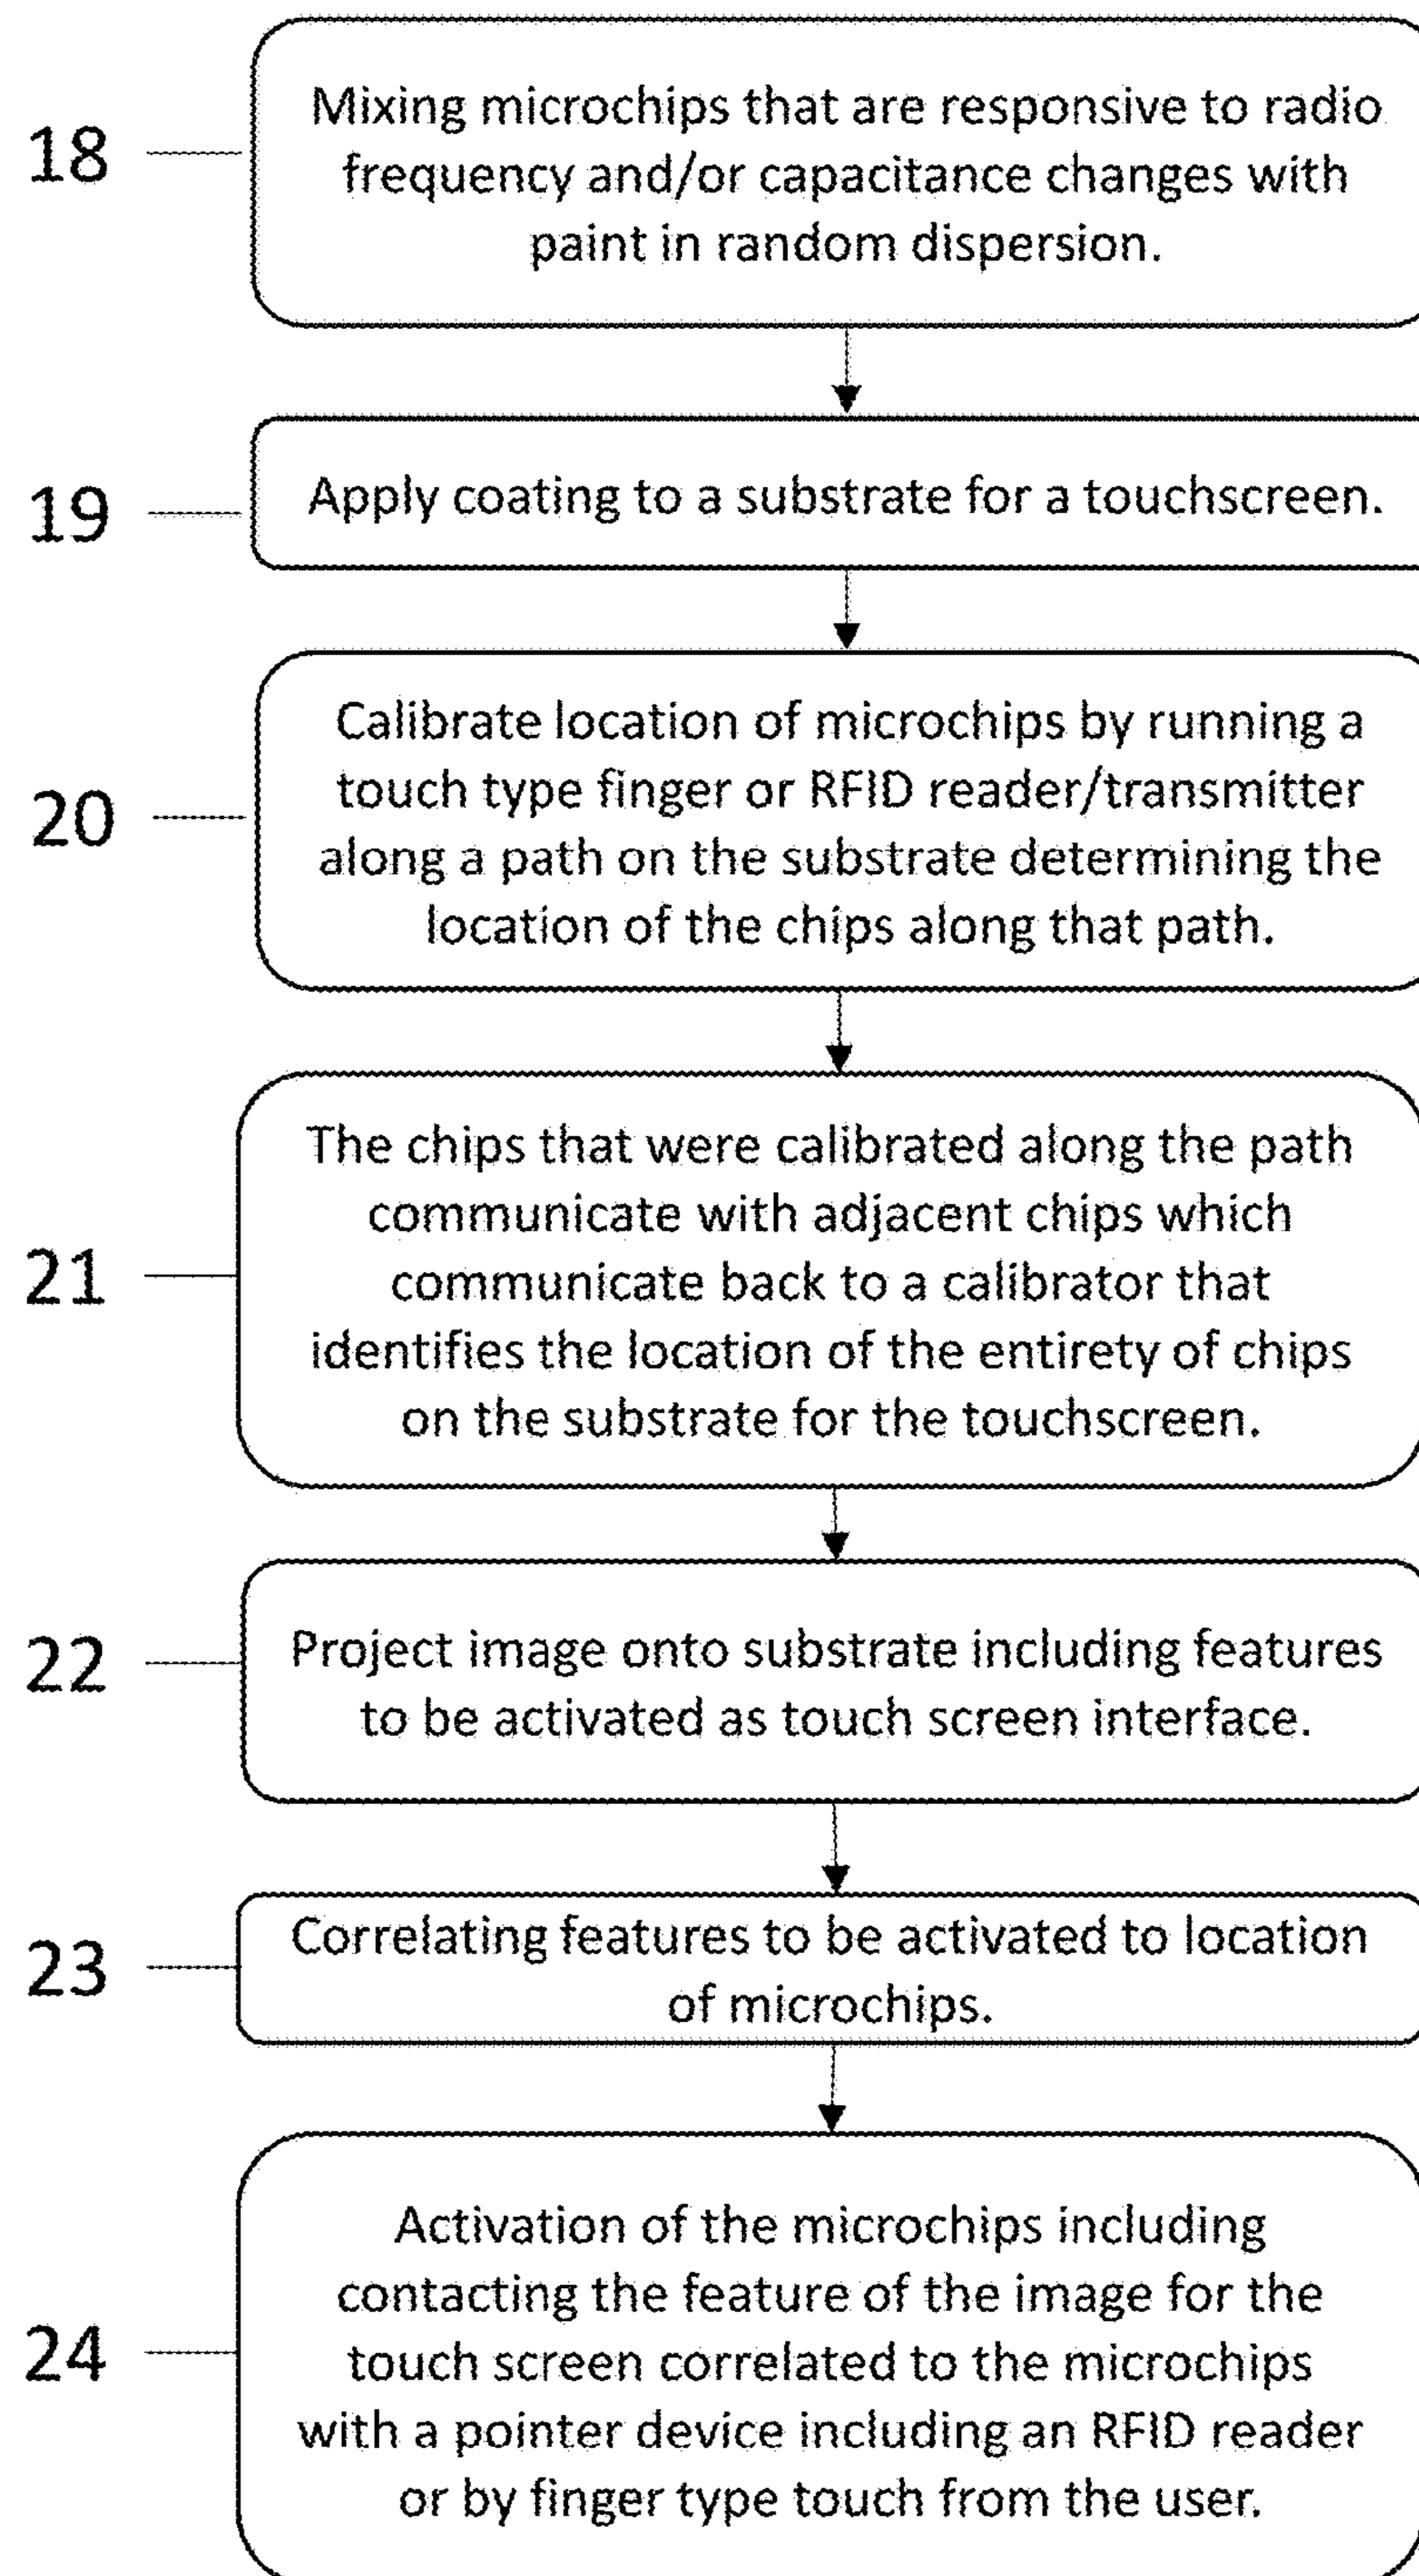 18
Mixing microchips that are responsive to radio
frequency and/or capacitance changes with
paint in random dispersion.
19
Apply coating to a substrate for a touchscreen.
20
Calibrate location of microchips by running a
touch type finger or RFID reader/transmitter
along a path on the substrate determining the
location of the chips along that path.
21
The chips that were calibrated along the path
communicate with adjacent chips which
communicate back to a calibrator that
identifies the location of the entirety of chips
on the substrate for the touchscreen.
22
Project image onto substrate including features
to be activated as touch screen interface.
23
Correlating features to be activated to location
of microchips.
24
Activation of the microchips including
contacting the feature of the image for the
touch screen correlated to the microchips
with a pointer device including an RFID reader
or by finger type touch from the user.